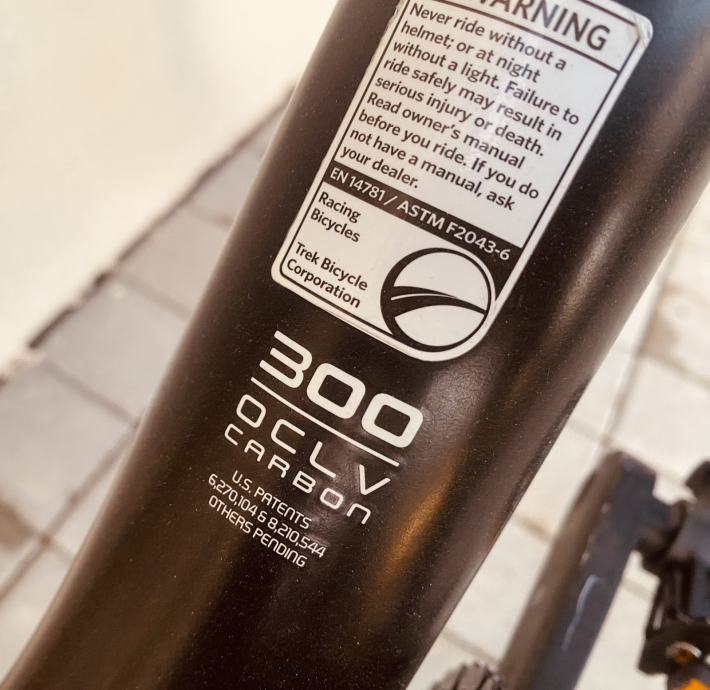 WARNING
Never ride without a
helmet; or at night
without a light. Failure to
ride safely may result in
serious injury or death.
Read owner's manual
before you ride. If you do
not have a manual, ask
your dealer.
EN 14781 / ASTM F2043-6
Racing
Bicycles
Trek Bicycle
Corporation
300
OCLV
CARBON
U.S. PATENTS
6,270,104 & 8,210,544
OTHERS PENDING